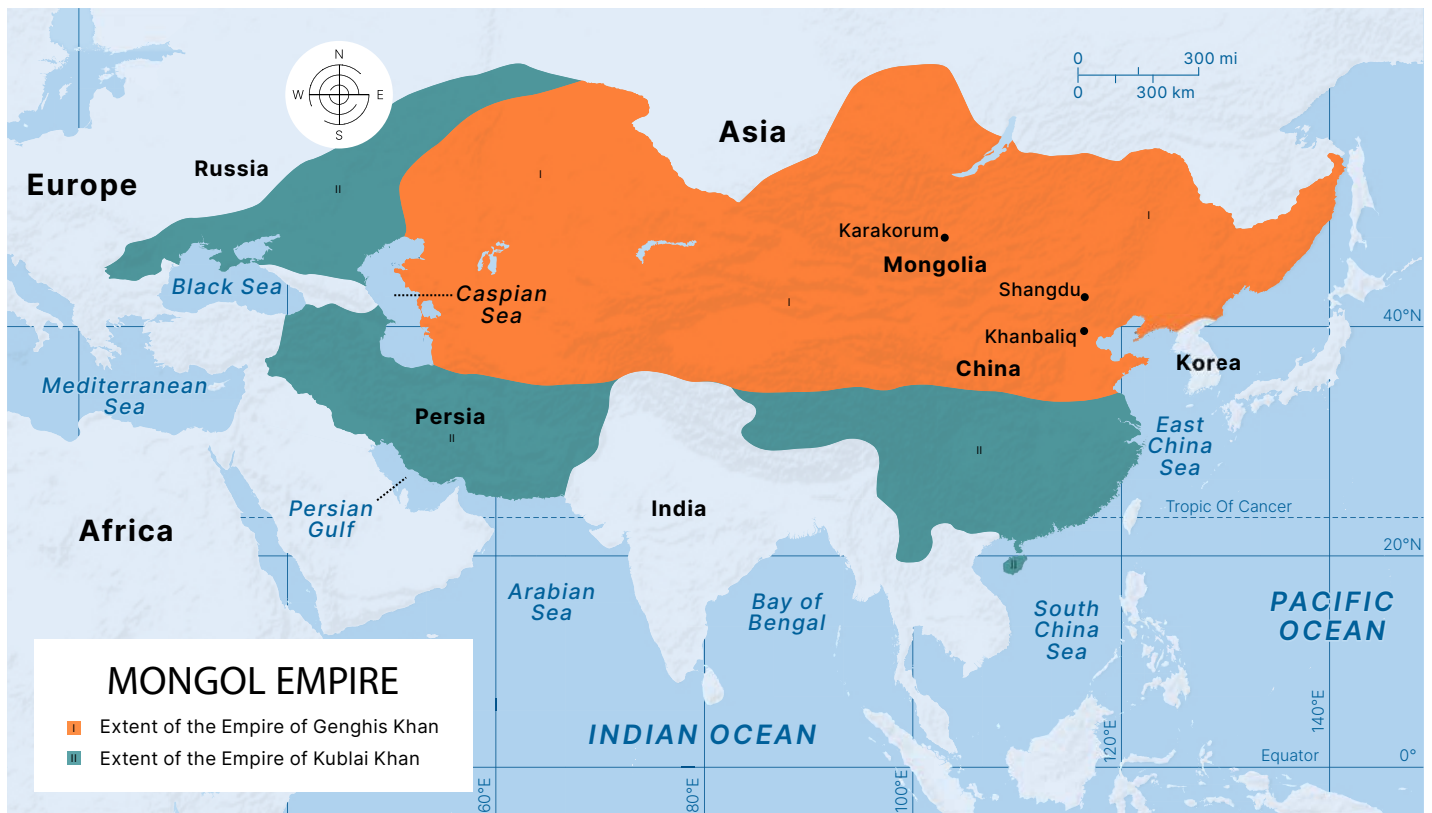 N
W E
S
0 300 mi
0 300 km
Asia
Russia
Europe
II
I
I
Karakorum
Mongolia
Black Sea
Shangdu
Caspian
Sea
I
40°N
Khanbaliq
Korea
China
Mediterranean
Sea
Persia
II
East
China
Sea
II
Persian
Gulf
India
Tropic Of Cancer
Africa
20°N
II
Arabian
Sea
Bay of
Bengal
South
China
Sea
PACIFIC
OCEAN
MONGOL EMPIRE
I Extent of the Empire of Genghis Khan
II Extent of the Empire of Kublai Khan
INDIAN OCEAN
Equator 0°
60°E
80°E
100°E
120°E
140°E